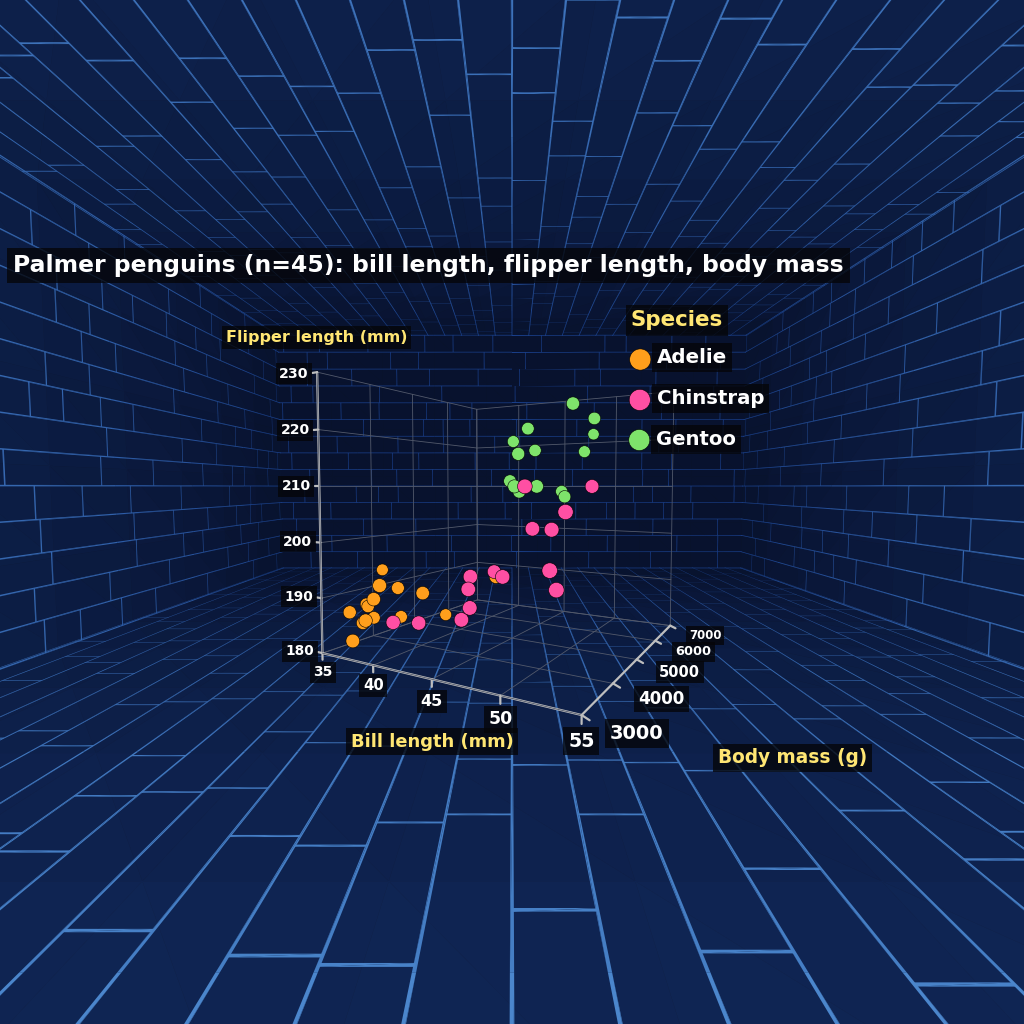 Palmer penguins (n=45): bill length, flipper length, body mass
Species
Adelie
Chinstrap
Gentoo
Flipper length (mm)
230
220
210
200
190
180
35
40
45
50
55
Bill length (mm)
3000
4000
5000
6000
7000
Body mass (g)